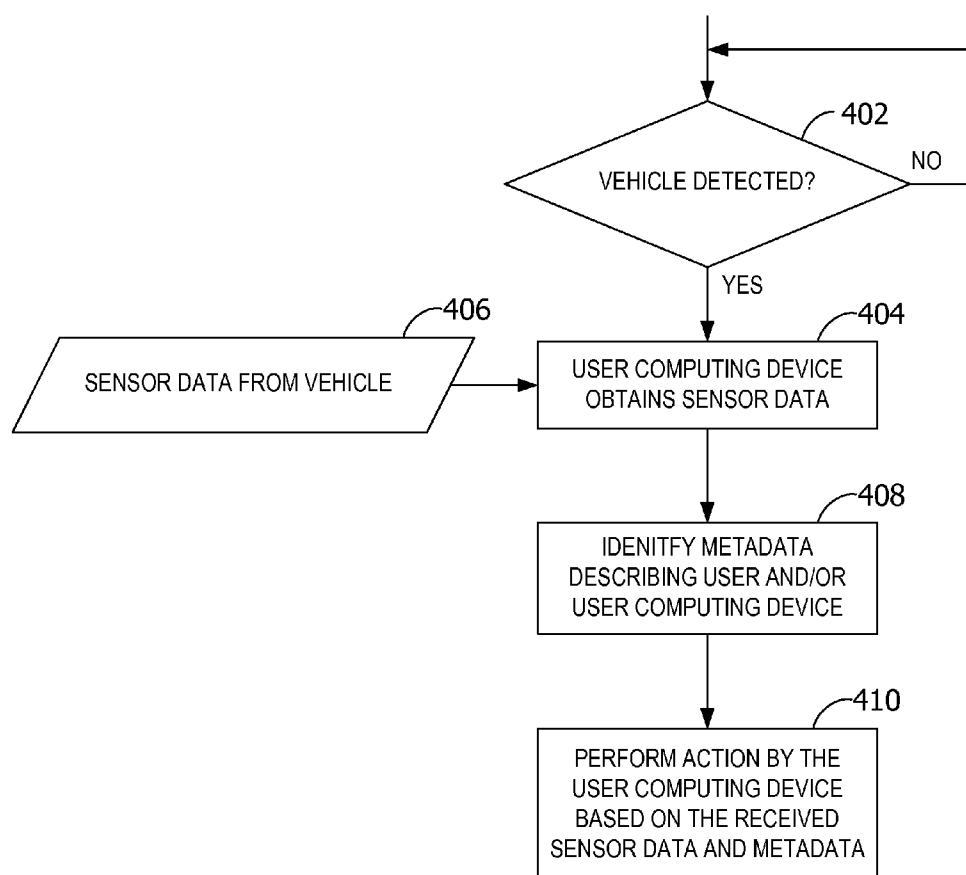 402
VEHICLE DETECTED?
NO
YES
406
SENSOR DATA FROM VEHICLE
404
USER COMPUTING DEVICE
OBTAINS SENSOR DATA
408
IDENITFY METADATA
DESCRIBING USER AND/OR
USER COMPUTING DEVICE
410
PERFORM ACTION BY THE
USER COMPUTING DEVICE
BASED ON THE RECEIVED
SENSOR DATA AND METADATA